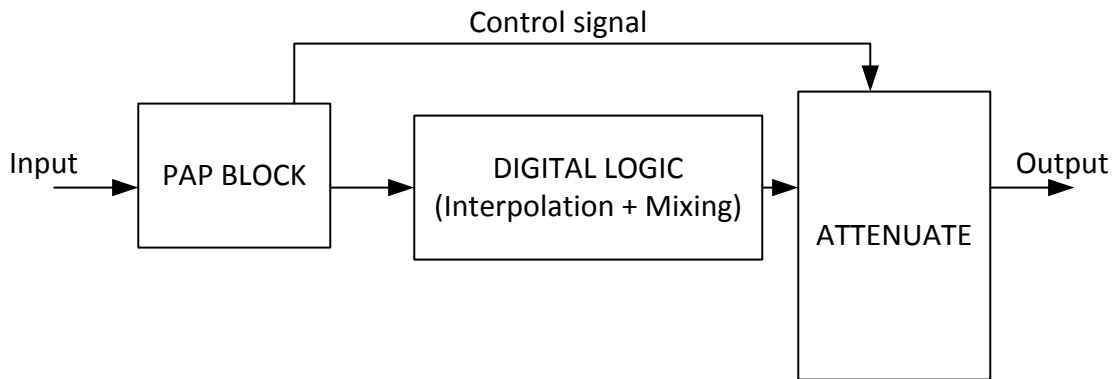 Control signal
Input
PAP BLOCK
DIGITAL LOGIC
(Interpolation + Mixing)
ATTENUATE
Output